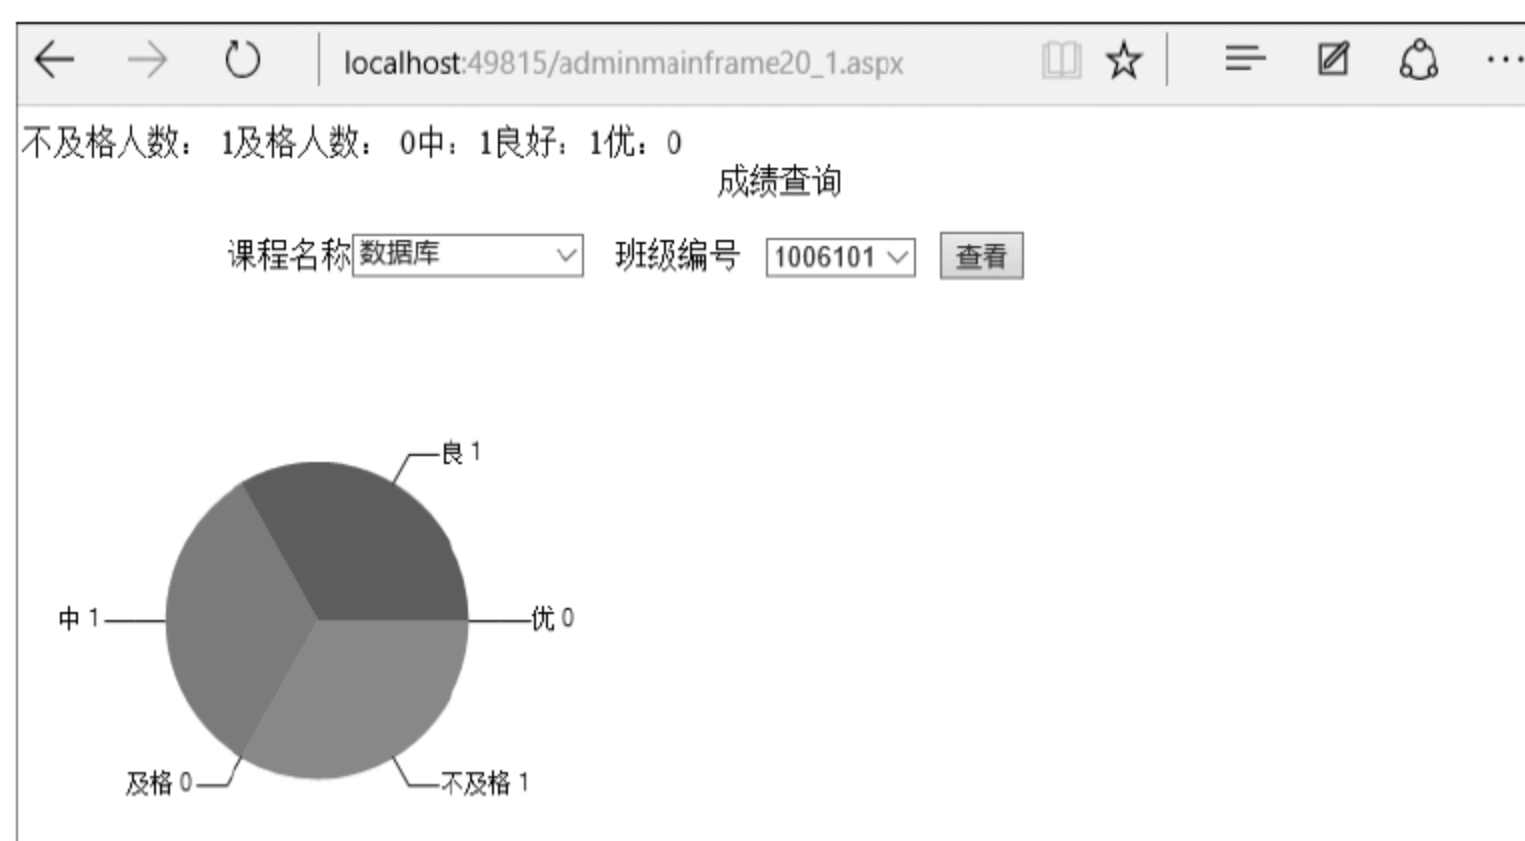 localhost:49815/adminmainframe20_1.aspx
不及格人数： 1及格人数： 0中：1良好：1优：0
成绩查询
课程名称 数据库 班级编号 1006101 查看
良 1
中 1
优 0
及格 0
不及格 1